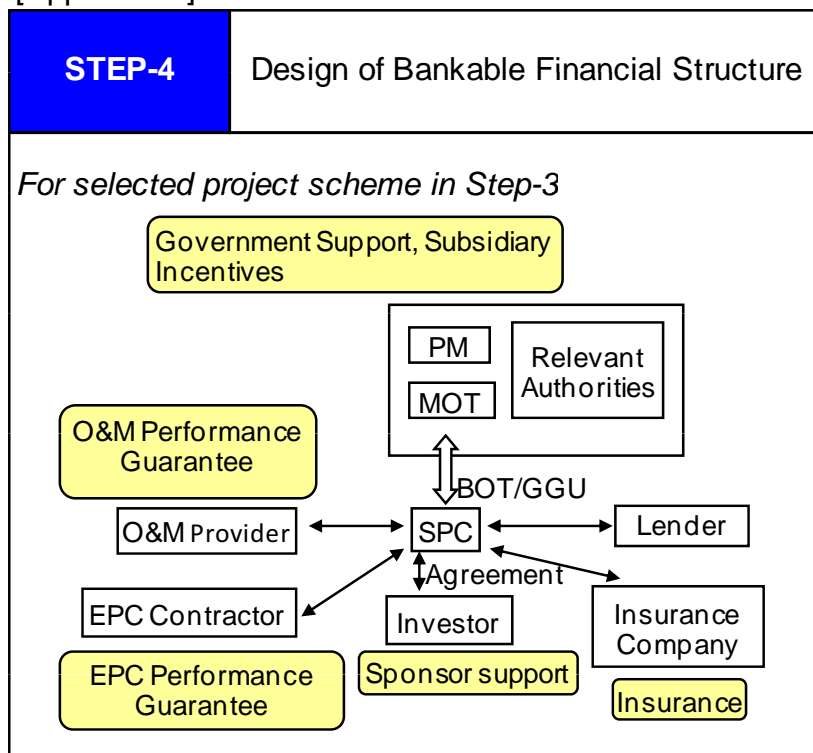 STEP-4
Design of Bankable Financial Structure
For selected project scheme in Step-3
Government Support, Subsidiary
Incentives
PM
MOT
Relevant
Authorities
O&M Performance
Guarantee
BOT/GGU
O&M Provider
SPC
Lender
Agreement
EPC Contractor
Investor
Insurance
Company
EPC Performance
Guarantee
Sponsor support
Insurance